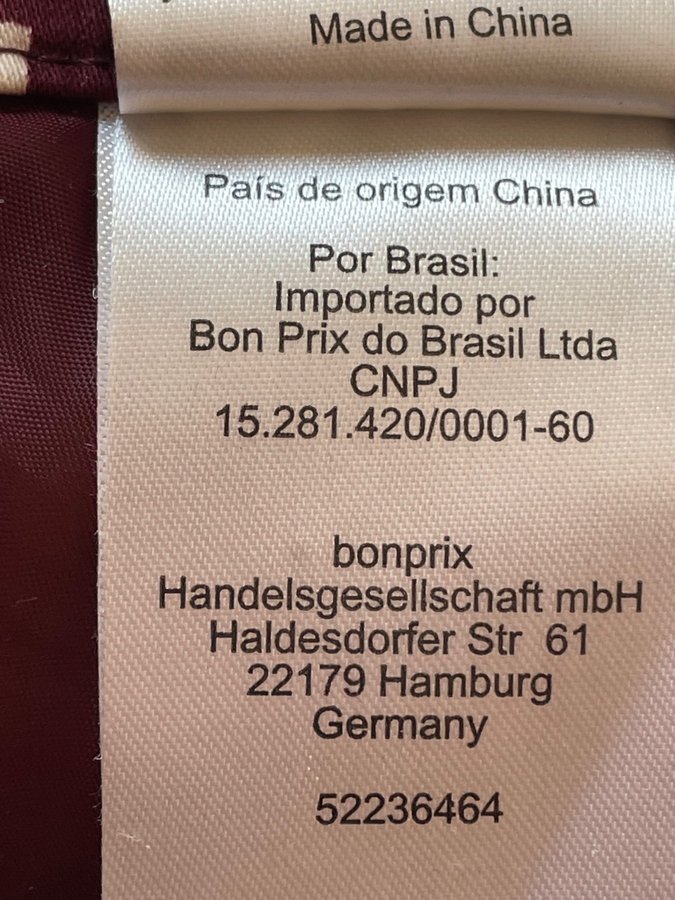 Made in China
País de origem China
Por Brasil:
Importado por
Bon Prix do Brasil Ltda
CNPJ
15.281.420/0001-60
bonprix
Handelsgesellschaft mbH
Haldesdorfer Str 61
22179 Hamburg
Germany
52236464